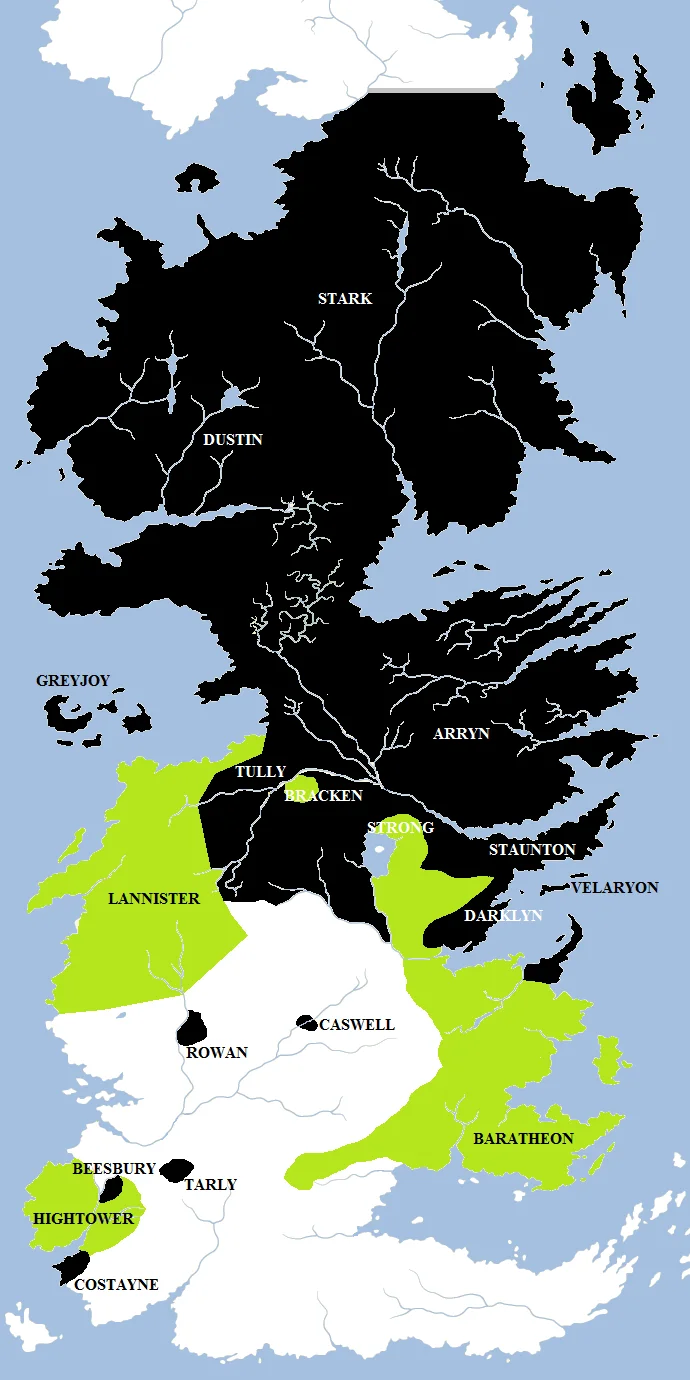 STARK
DUSTIN
GREYJOY
ARRYN
TULLY
BRACKEN
STRONG
STAUNTON
VELARYON
LANNISTER
DARKLYN
CASWELL
ROWAN
BARATHEON
BEESBURY
TARLY
HIGHTOWER
COSTAYNE